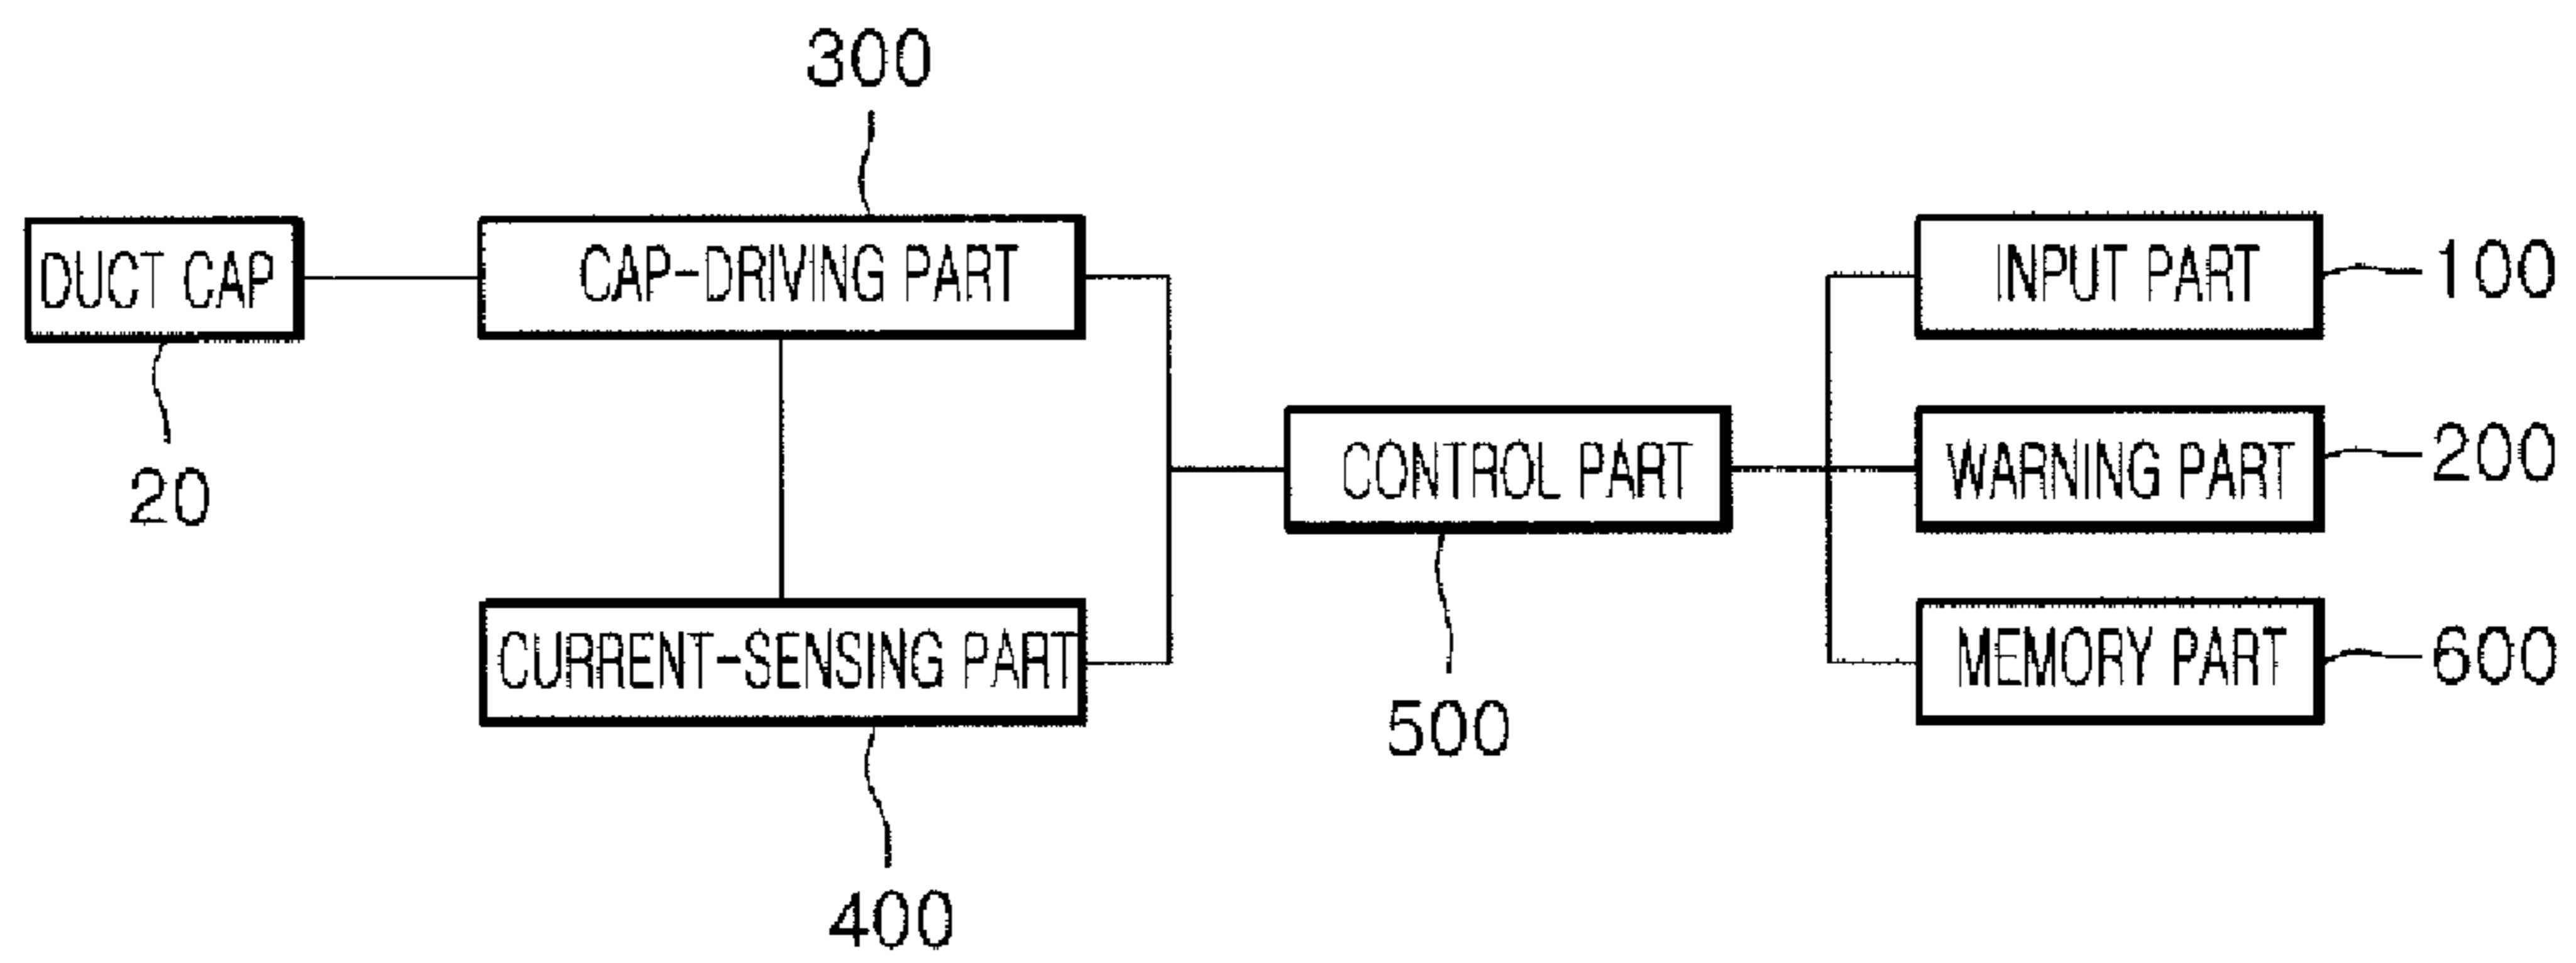 300
DUCT CAP
CAP-DRIVING PART
INPUT PART
100
20
CONTROL PART
WARNING PART
200
CURRENT-SENSING PART
500
MEMORY PART
600
400